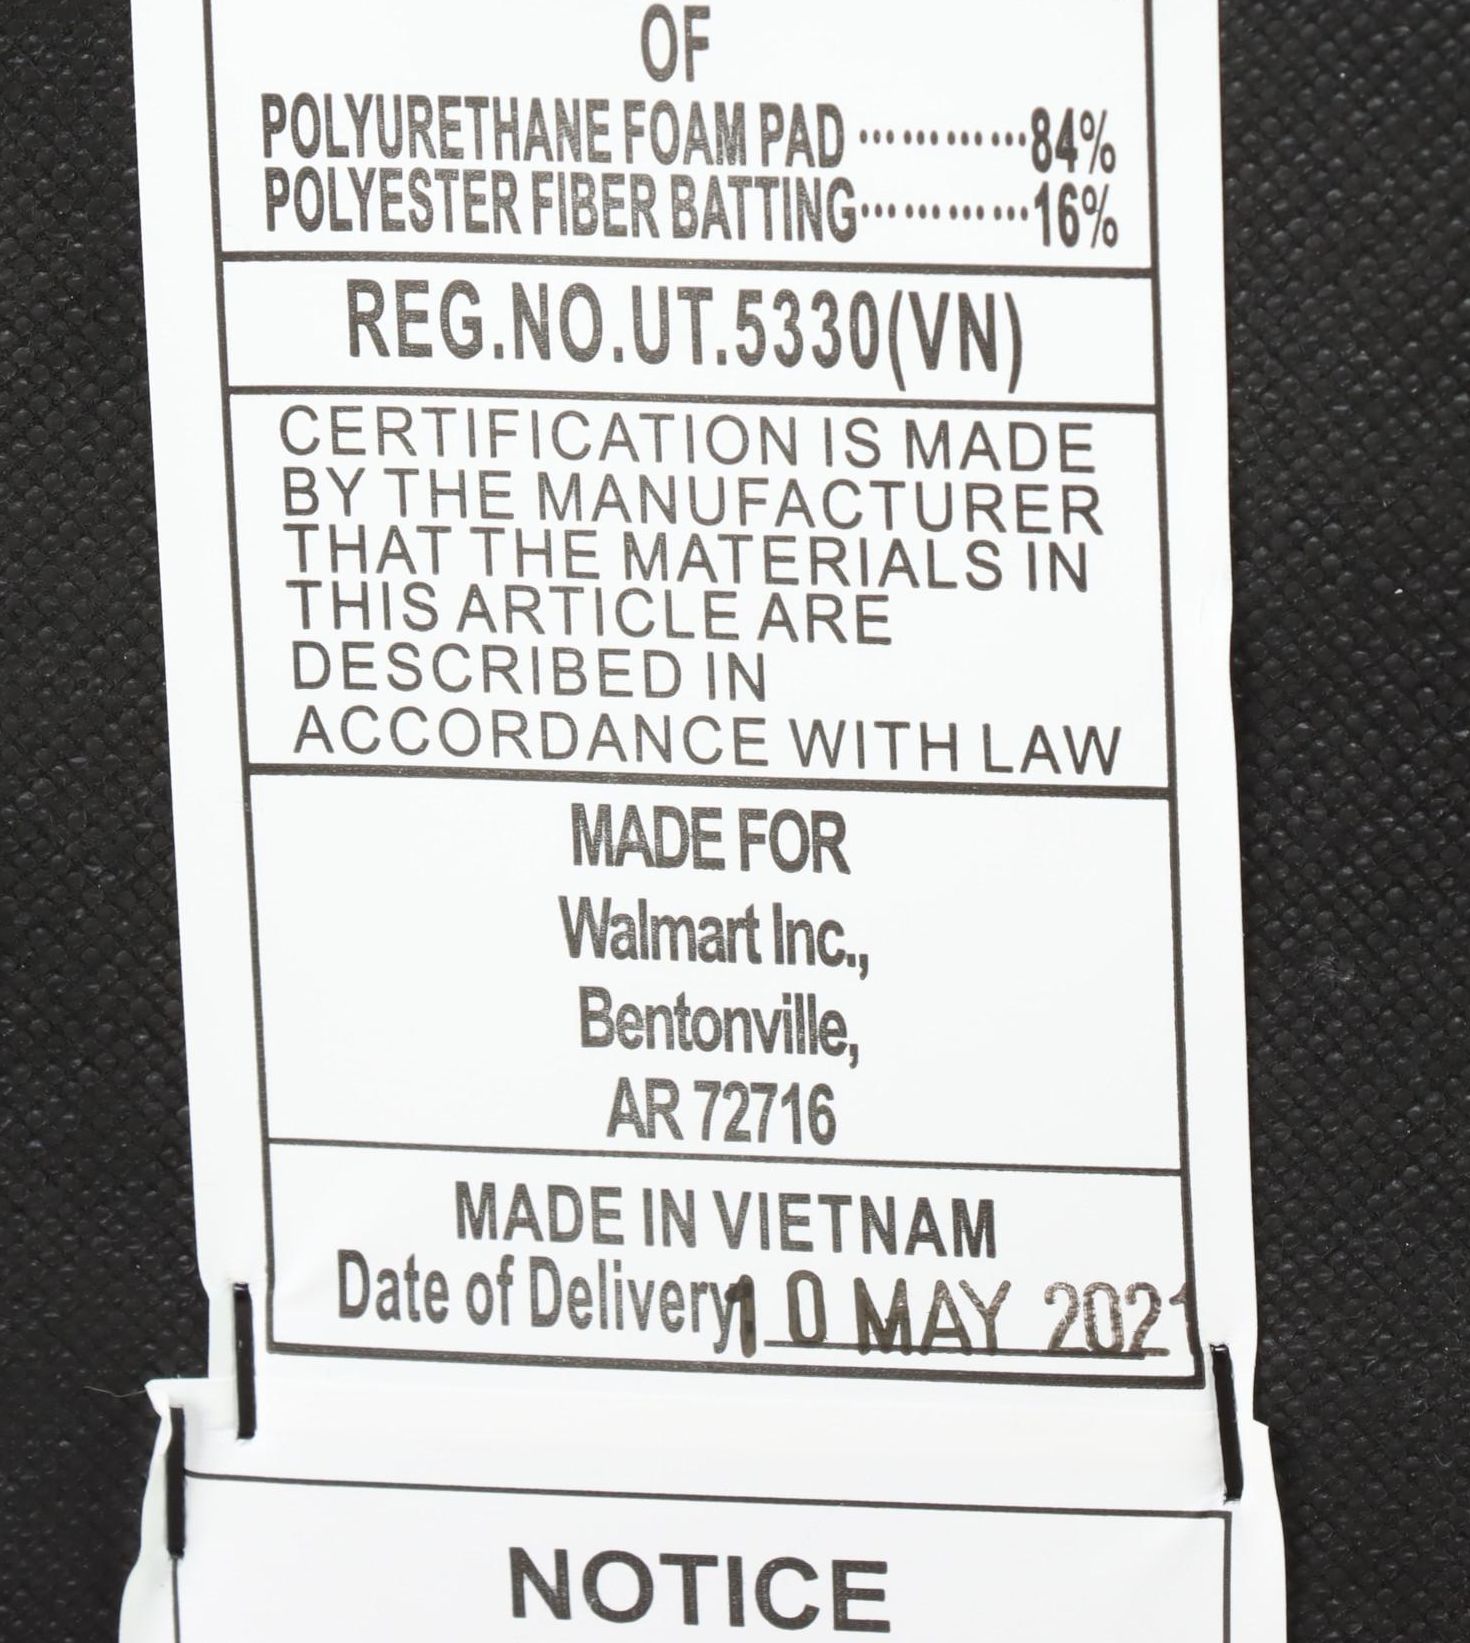 OF
POLYURETHANE FOAM PAD ············84%
POLYESTER FIBER BATTING············16%
REG.NO.UT.5330(VN)
CERTIFICATION IS MADE
BY THE MANUFACTURER
THAT THE MATERIALS IN
THIS ARTICLE ARE
DESCRIBED IN
ACCORDANCE WITH LAW
MADE FOR
Walmart Inc.,
Bentonville,
AR 72716
MADE IN VIETNAM
Date of Delivery 10 MAY 2021
NOTICE